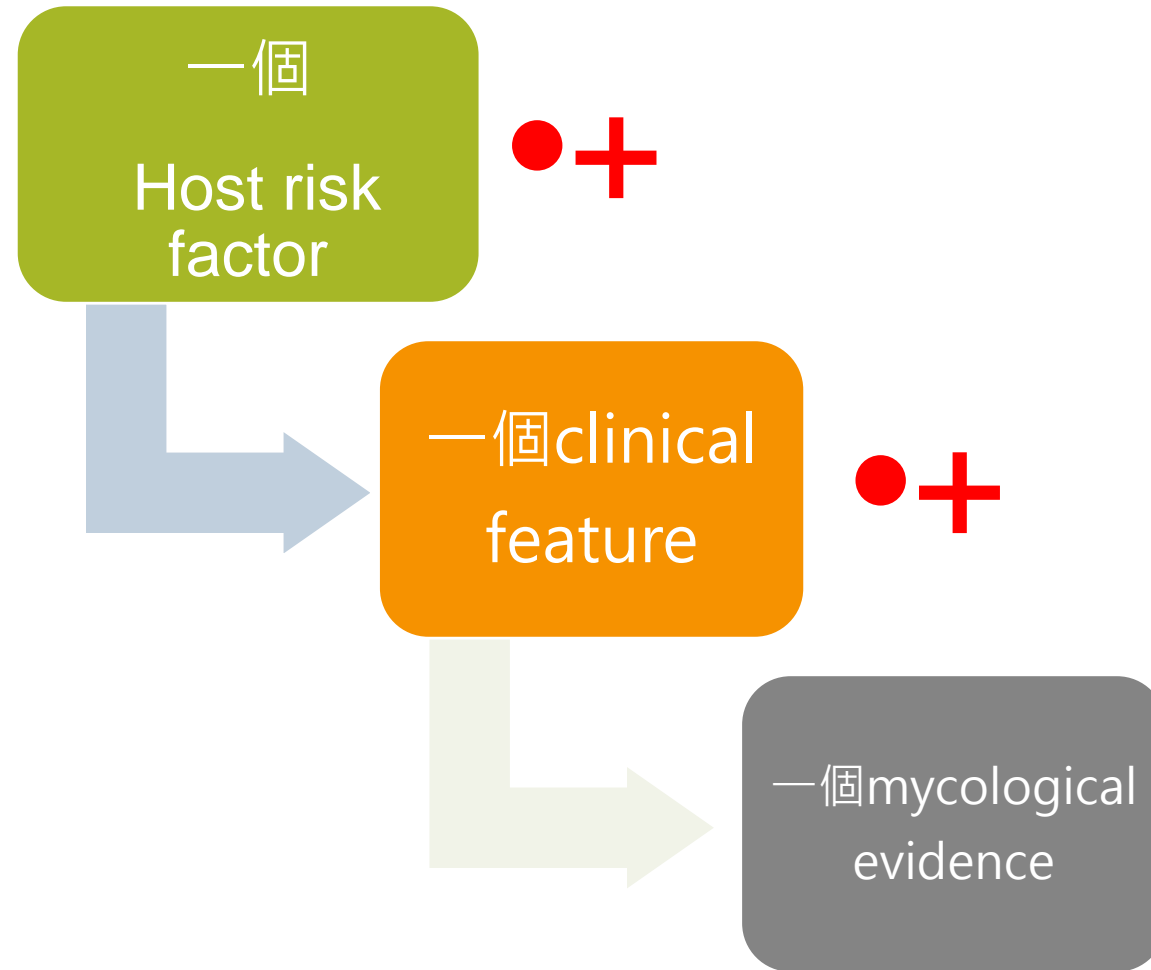 一個
Host risk
factor
•+
一個clinical
feature
•+
一個mycological
evidence